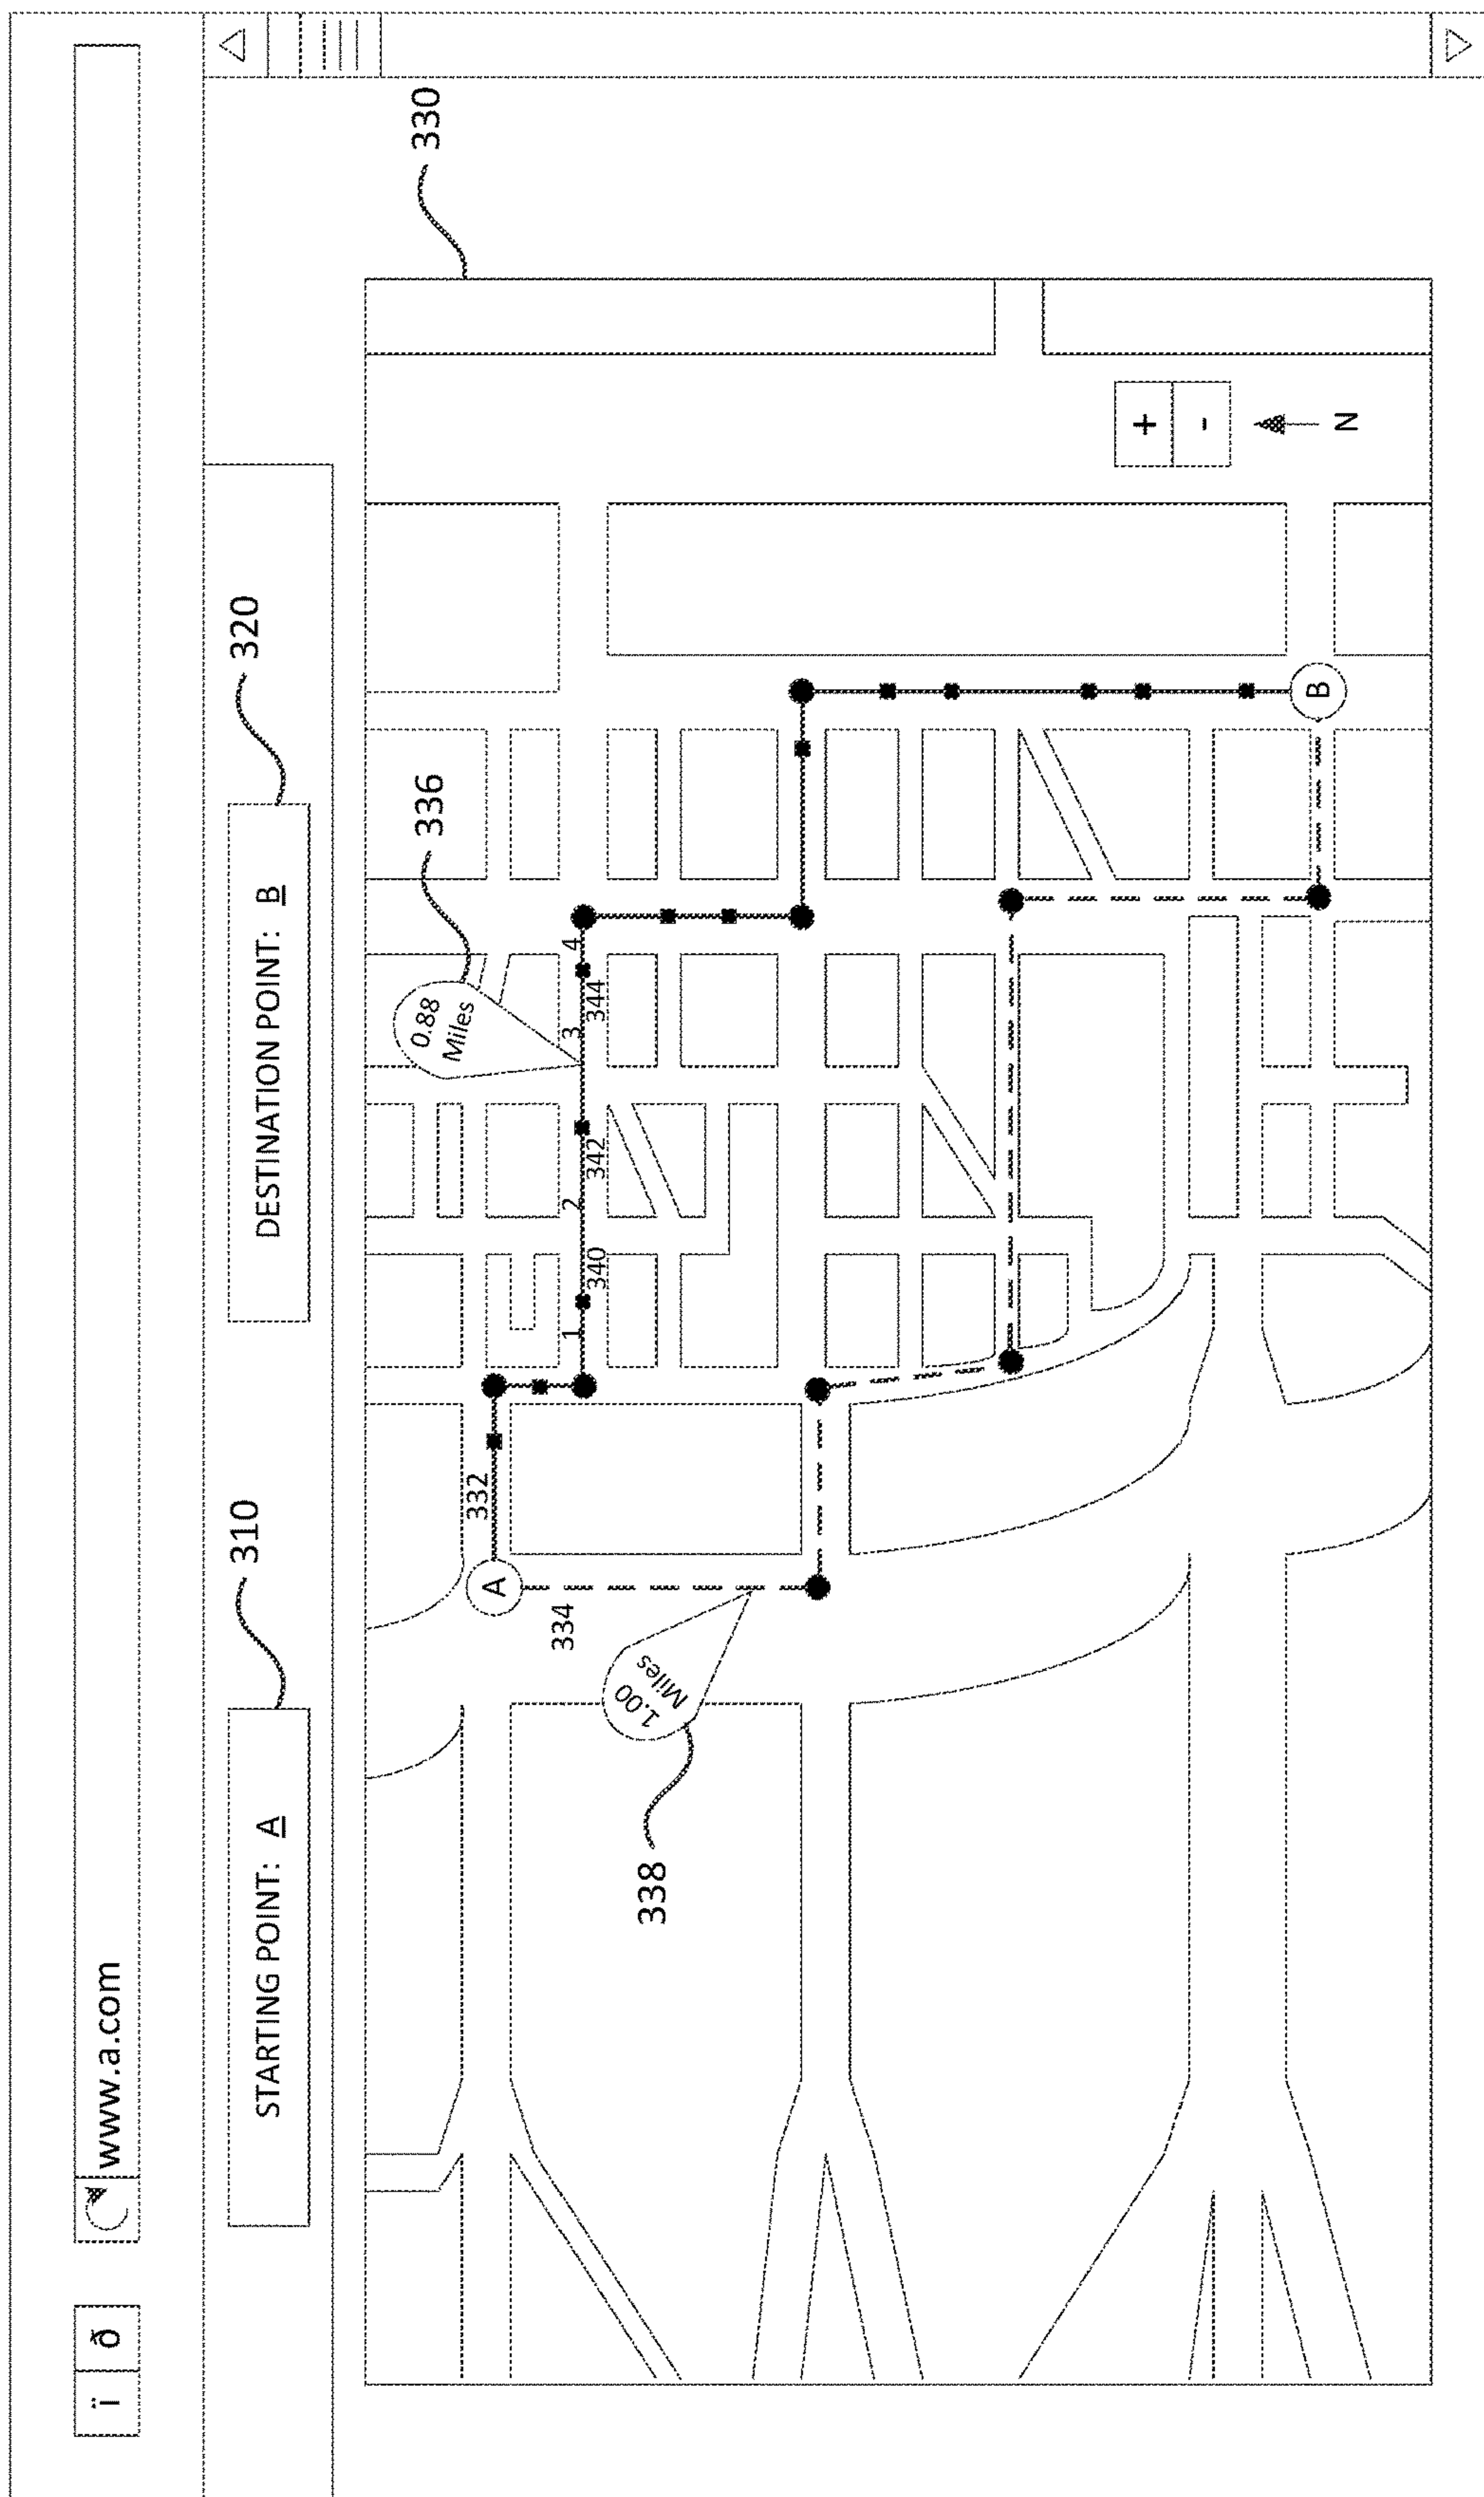 ï ð www.a.com
STARTING POINT: A
310
DESTINATION POINT: B
320
330
336
0.88
Miles
332
A
1
2
3
4
340
342
344
334
1.00
Miles
338
B
+
-
N